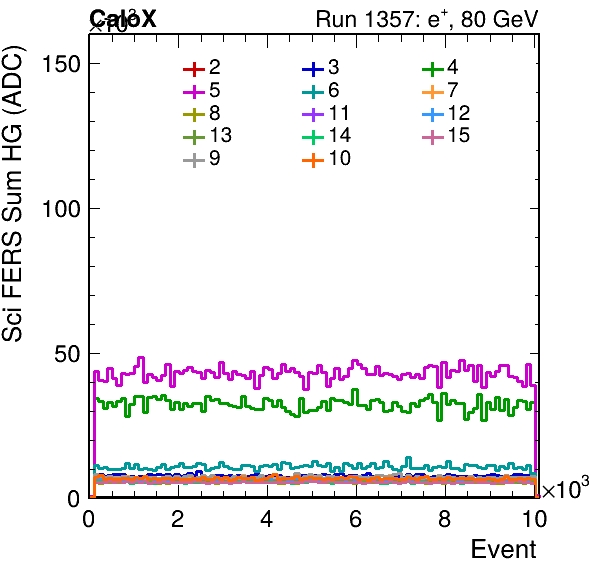 CaloX
×10³
Run 1357: e⁺, 80 GeV
Sci FERS Sum HG (ADC)
150
100
50
0
2 3 4
5 6 7
8 11 12
13 14 15
9 10
0 2 4 6 8 10
×10³
Event